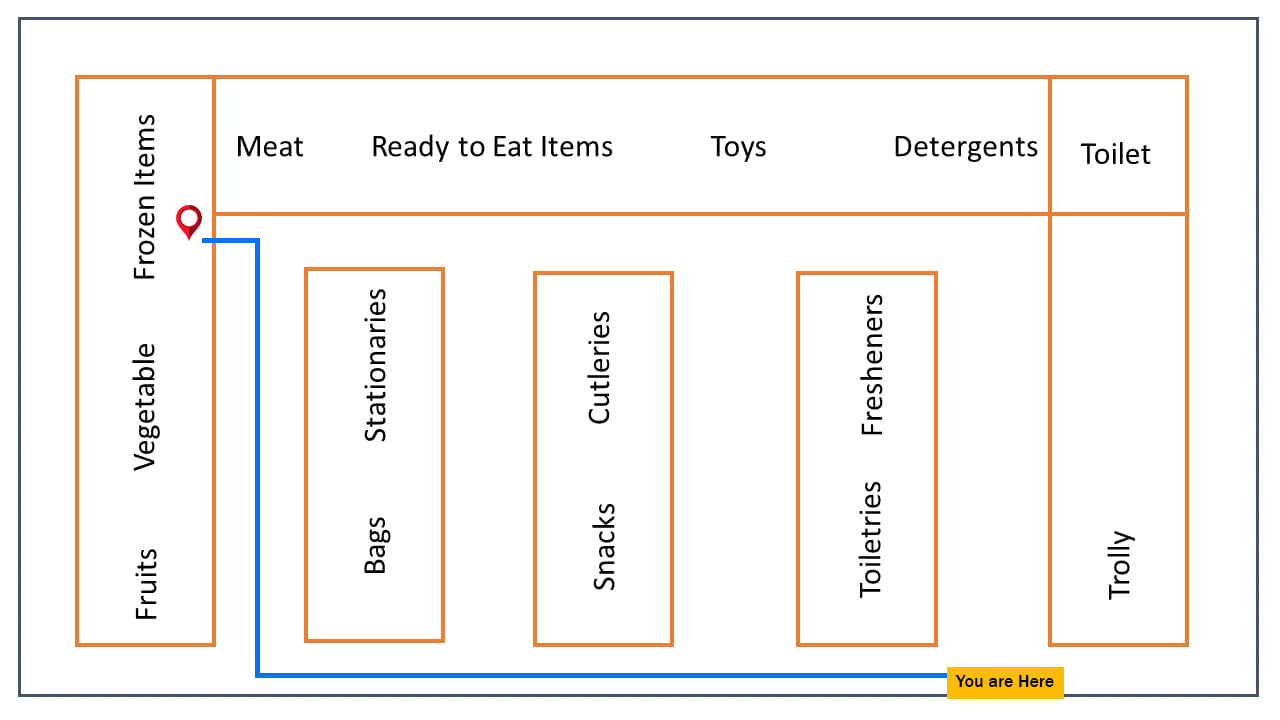 Meat
Ready to Eat Items
Toys
Detergents
Toilet
Frozen Items
Vegetable
Fruits
Stationaries
Bags
Cutleries
Snacks
Fresheners
Toiletries
Trolly
You are Here